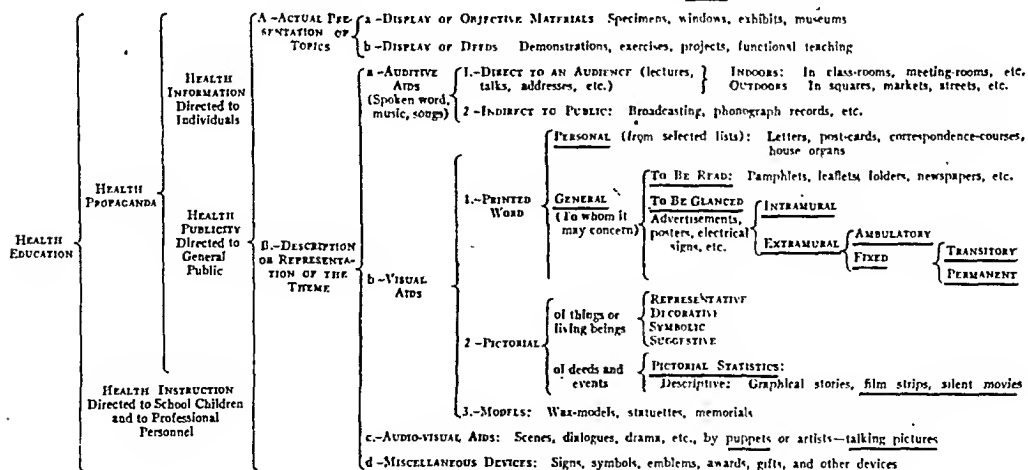 HEALTH EDUCATION
HEALTH PROPAGANDA
HEALTH INFORMATION Directed to Individuals
HEALTH PUBLICITY Directed to General Public
HEALTH INSTRUCTION
Directed to School Children
and to Professional
Personnel
A-ACTUAL PRESENTATION OF TOPICS
a-DISPLAY OF OBJECTIVE MATERIALS Specimens, windows, exhibits, museums
b-DISPLAY OF DEEDS Demonstrations, exercises, projects, functional teaching
B.-DESCRIPTION OR REPRESENTATION OF THE THEME
a-AUDITIVE AIDS (Spoken word, music, songs)
1.-DIRECT TO AN AUDIENCE (lectures, talks, addresses, etc.)
INDOORS: In class-rooms, meeting-rooms, etc.
OUTDOORS In squares, markets, streets, etc.
2-INDIRECT TO PUBLIC: Broadcasting, phonograph records, etc.
b-VISUAL AIDS
1.-PRINTED WORD
PERSONAL (from selected lists): Letters, post-cards, correspondence-courses,
house organs
GENERAL (To whom it may concern)
TO BE READ: Pamphlets, leaflets, folders, newspapers, etc.
TO BE GLANCED
Advertisements,
posters, electrical
signs, etc.
INTRAMURAL
EXTRAMURAL
AMBULATORY
FIXED
TRANSITORY
PERMANENT
2-PICTORIAL
of things or living beings
REPRESENTATIVE
DECORATIVE
SYMBOLIC
SUGGESTIVE
of deeds and events
PICTORIAL STATISTICS:
Descriptive: Graphical stories, film strips, silent movies
3.-MODELS: Wax-models, statuettes, memorials
c.-AUDIO-VISUAL AIDS: Scenes, dialogues, drama, etc., by puppets or artists—talking pictures
d-MISCELLANEOUS DEVICES: Signs, symbols, emblems, awards, gifts, and other devices